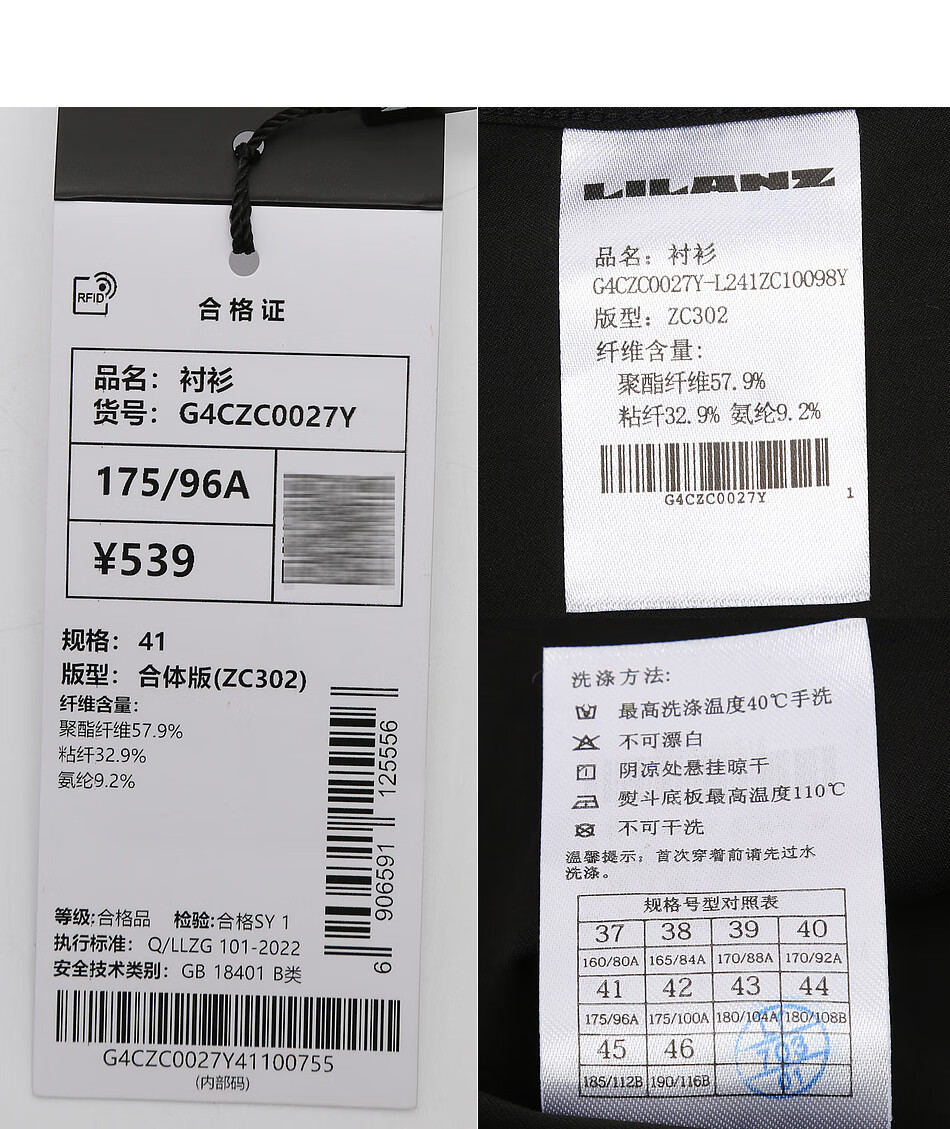 RFID
合格证
品名：衬衫
货号：G4CZC0027Y
175/96A
¥539
规格：41
版型：合体版(ZC302)
纤维含量：
聚酯纤维57.9%
粘纤32.9%
氨纶9.2%
6 906591 125556
等级:合格品 检验:合格SY 1
执行标准：Q/LLZG 101-2022
安全技术类别：GB 18401 B类
G4CZC0027Y41100755
(内部码)
LILANZ
品名：衬衫
G4CZC0027Y-L241ZC10098Y
版型：ZC302
纤维含量：
聚酯纤维57.9%
粘纤32.9% 氨纶9.2%
G4CZC0027Y 1
洗涤方法：
最高洗涤温度40℃手洗
不可漂白
阴凉处悬挂晾干
熨斗底板最高温度110℃
不可干洗
温馨提示：首次穿着前请先过水
洗涤。
规格号型对照表
37 38 39 40
160/80A 165/84A 170/88A 170/92A
41 42 43 44
175/96A 175/100A 180/104A 180/108B
45 46
185/112B 190/116B
703
01